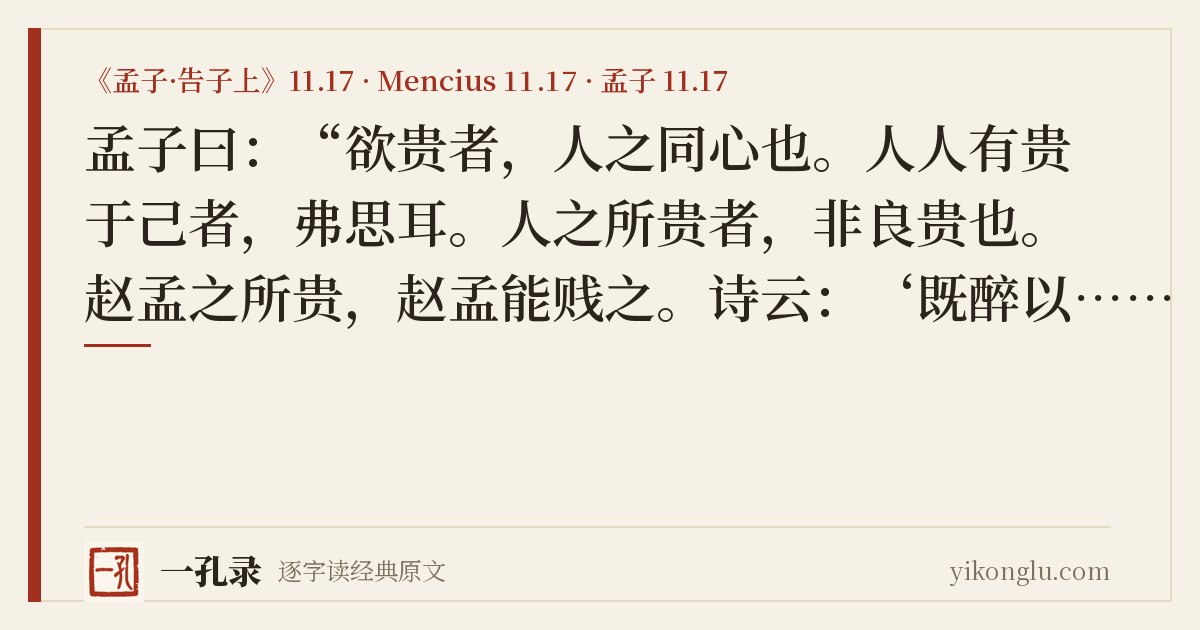 《孟子·告子上》11.17 · Mencius 11.17 · 孟子 11.17
孟子曰：“欲贵者，人之同心也。人人有贵
于己者，弗思耳。人之所贵者，非良贵也。
赵孟之所贵，赵孟能贱之。诗云：‘既醉以……
一孔
一孔录 逐字读经典原文
yikonglu.com